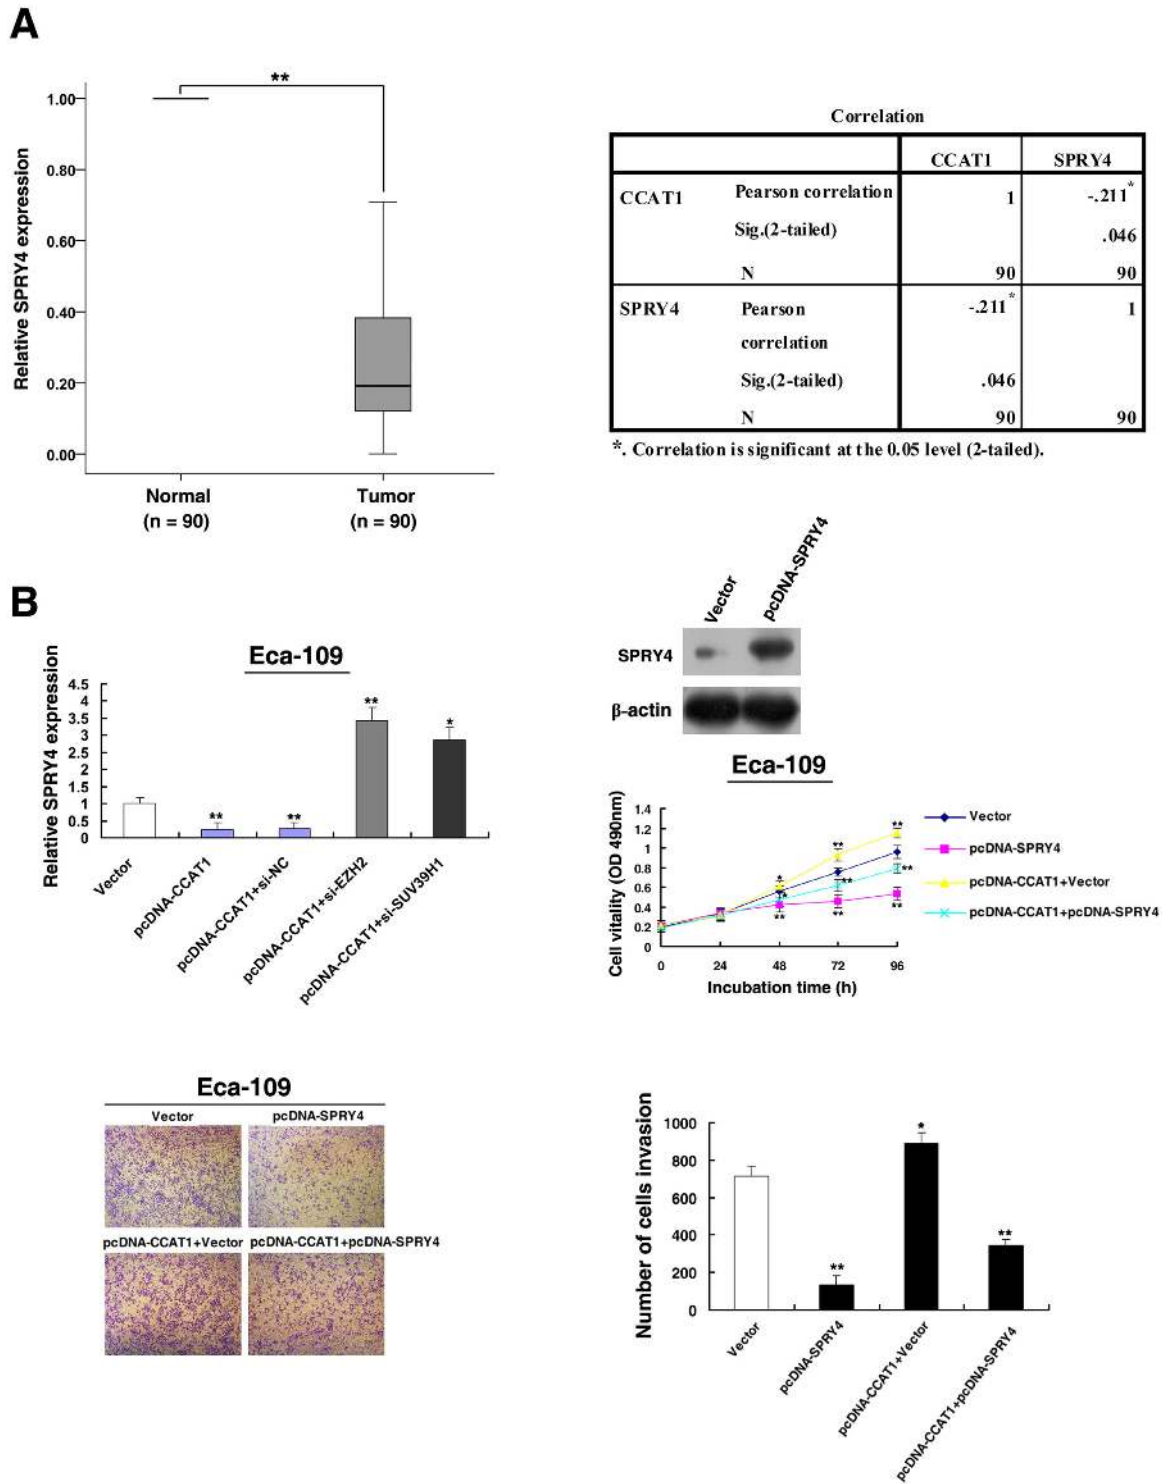 A
**
1.00
0.80
0.60
0.40
0.20
0.00
Relative SPRY4 expression
Normal
(n = 90)
Tumor
(n = 90)
Correlation
CCAT1 SPRY4
CCAT1 Pearson correlation 1 -.211*
Sig.(2-tailed) .046
N 90 90
SPRY4 Pearson -.211* 1
correlation
Sig.(2-tailed) .046
N 90 90
*. Correlation is significant at the 0.05 level (2-tailed).
B
Eca-109
Relative SPRY4 expression
4.5
4
3.5
3
2.5
2
1.5
1
0.5
0
** ** ** *
Vector
pcDNA-CCAT1
pcDNA-CCAT1+si-NC
pcDNA-CCAT1+si-EZH2
pcDNA-CCAT1+si-SUV39H1
Vector
pcDNA-SPRY4
SPRY4
β-actin
Eca-109
Cell vitality (OD 490nm)
1.4
1.2
1
0.8
0.6
0.4
0.2
0
* * **
** ** **
** ** **
0 24 48 72 96
Incubation time (h)
Vector
pcDNA-SPRY4
pcDNA-CCAT1+Vector
pcDNA-CCAT1+pcDNA-SPRY4
Eca-109
Vector pcDNA-SPRY4
pcDNA-CCAT1+Vector pcDNA-CCAT1+pcDNA-SPRY4
Number of cells invasion
1000
800
600
400
200
0
** * **
Vector
pcDNA-SPRY4
pcDNA-CCAT1+Vector
pcDNA-CCAT1+pcDNA-SPRY4